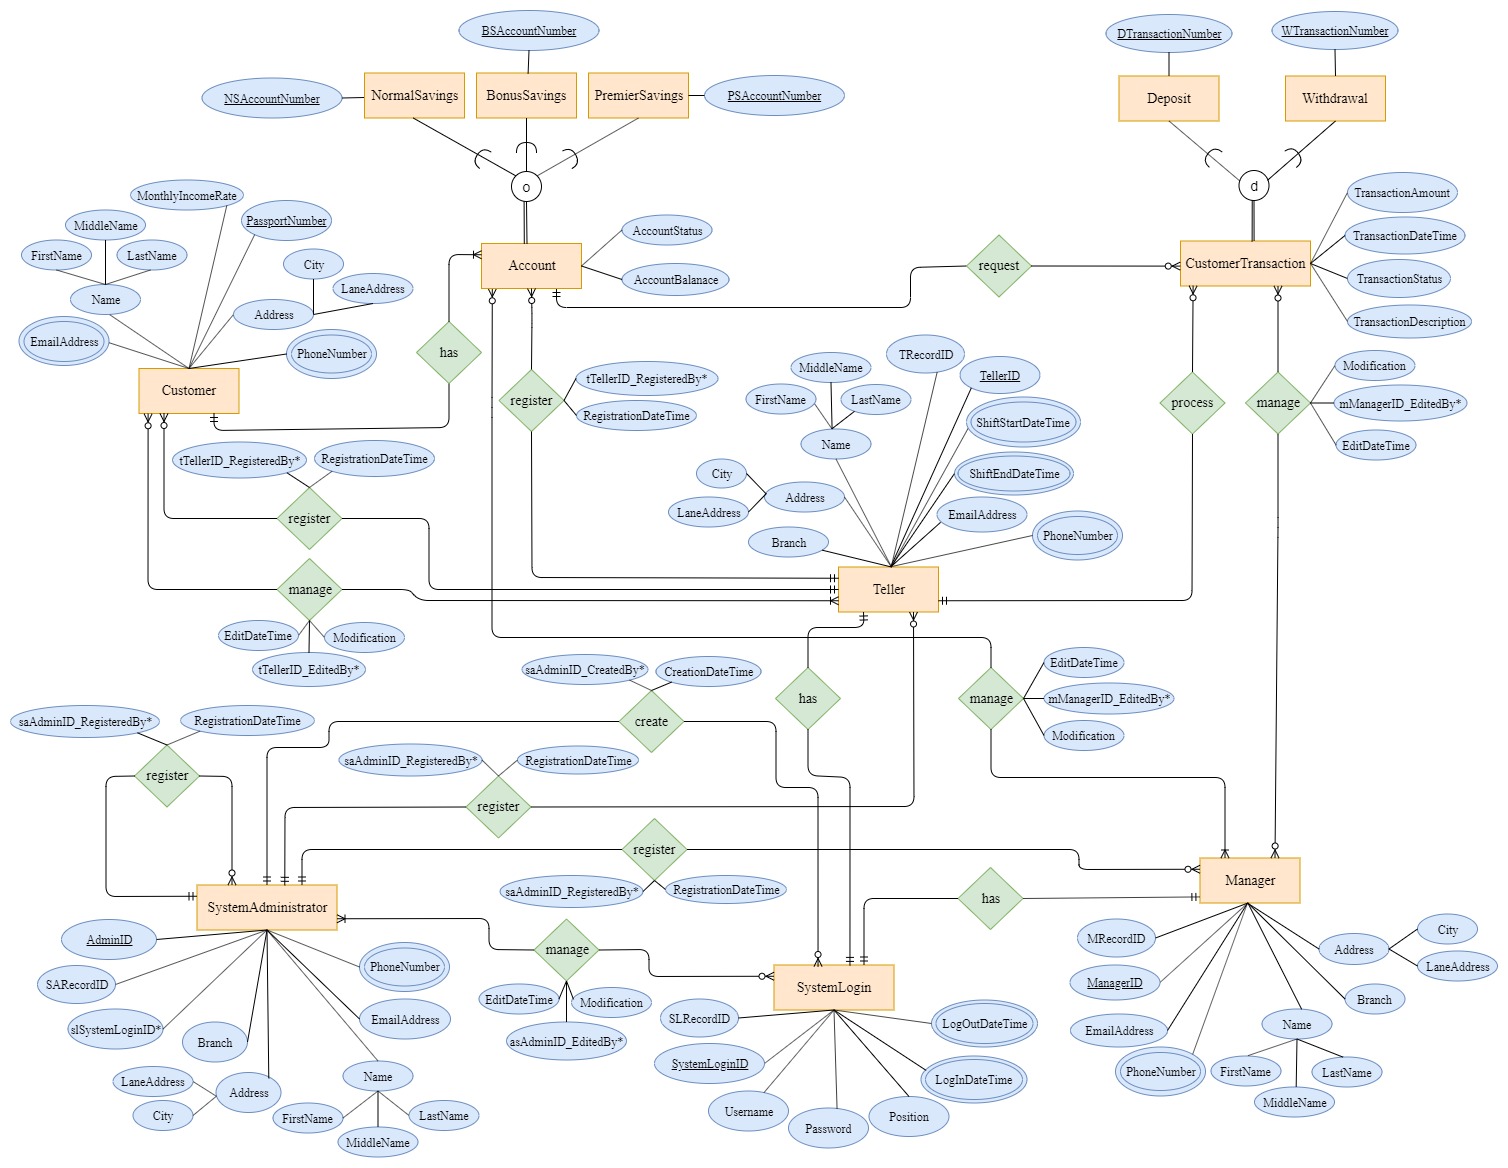 BSAccountNumber
DTransactionNumber
WTransactionNumber
NSAccountNumber
NormalSavings
BonusSavings
PremierSavings
PSAccountNumber
Deposit
Withdrawal
o
d
MonthlyIncomeRate
PassportNumber
MiddleName
FirstName
LastName
Name
City
LaneAddress
Address
EmailAddress
PhoneNumber
Customer
AccountStatus
Account
AccountBalanace
request
CustomerTransaction
TransactionAmount
TransactionDateTime
TransactionStatus
TransactionDescription
has
register
tTellerID_RegisteredBy*
RegistrationDateTime
TRecordID
MiddleName
TellerID
FirstName
LastName
ShiftStartDateTime
Name
ShiftEndDateTime
City
Address
LaneAddress
EmailAddress
PhoneNumber
Branch
Teller
process
manage
Modification
mManagerID_EditedBy*
EditDateTime
tTellerID_RegisteredBy*
RegistrationDateTime
register
manage
EditDateTime
Modification
tTellerID_EditedBy*
saAdminID_CreatedBy*
CreationDateTime
create
has
manage
EditDateTime
mManagerID_EditedBy*
Modification
saAdminID_RegisteredBy*
RegistrationDateTime
register
saAdminID_RegisteredBy*
RegistrationDateTime
register
register
saAdminID_RegisteredBy*
RegistrationDateTime
has
Manager
SystemAdministrator
manage
EditDateTime
Modification
asAdminID_EditedBy*
SystemLogin
AdminID
SARecordID
slSystemLoginID*
Branch
LaneAddress
Address
City
PhoneNumber
EmailAddress
Name
FirstName
LastName
MiddleName
SLRecordID
SystemLoginID
Username
Password
Position
LogInDateTime
LogOutDateTime
MRecordID
ManagerID
EmailAddress
PhoneNumber
Address
City
LaneAddress
Branch
Name
FirstName
LastName
MiddleName